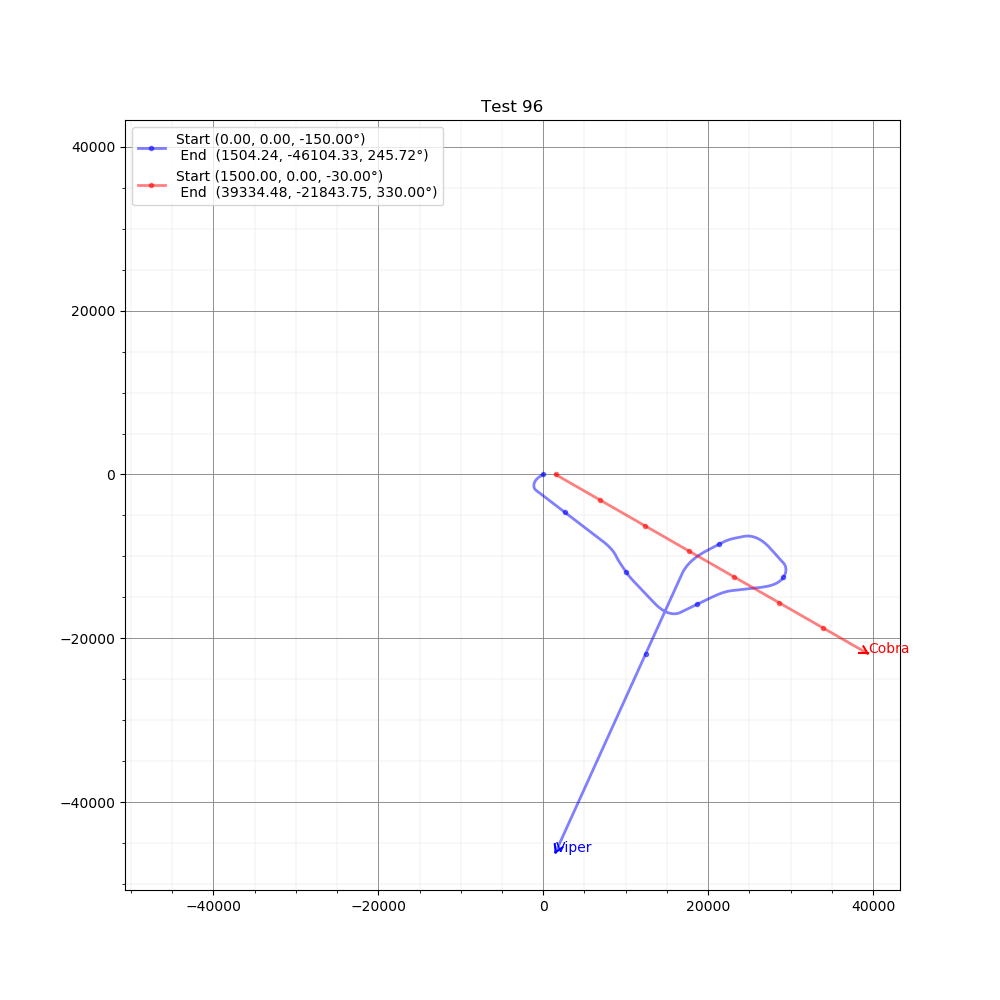 Test 96
Start (0.00, 0.00, -150.00°)
End (1504.24, -46104.33, 245.72°)
Start (1500.00, 0.00, -30.00°)
End (39334.48, -21843.75, 330.00°)
40000
20000
0
−20000
−40000
Cobra
Viper
−40000
−20000
0
20000
40000